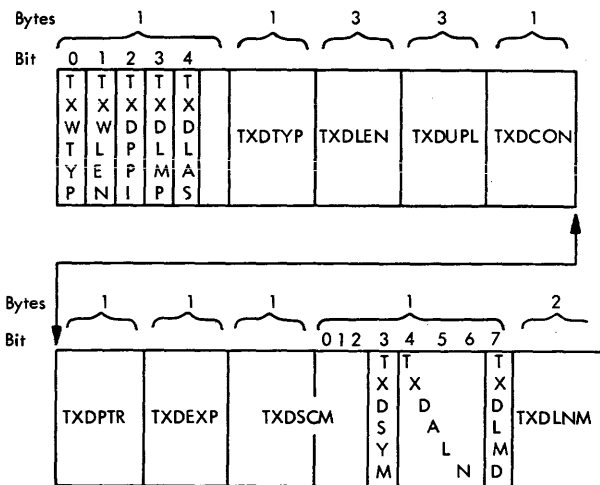 Bytes 1 1 3 3 1
Bit 0 1 2 3 4
TXWTYP TXWLEN TXDPPI TXDLMP TXDLAS TXDTYP TXDLEN TXDUPL TXDCON
Bytes 1 1 1 1 2
Bit 0 1 2 3 4 5 6 7
TXDPTR TXDEXP TXDSCM TXDSYM TXDALN TXDLMD TXDLNM